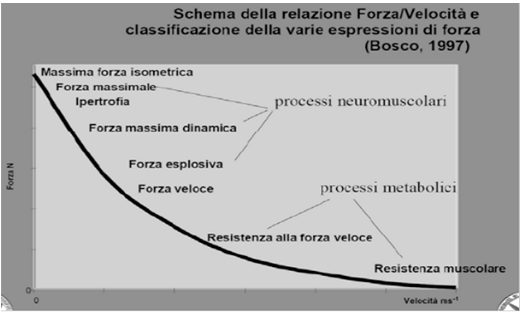 Schema della relazione Forza/Velocità e
classificazione della varie espressioni di forza
(Bosco, 1997)
Massima forza isometrica
Forza massimale
Ipertrofia
processi neuromuscolari
Forza massima dinamica
Forza esplosiva
Forza veloce
processi metabolici
Resistenza alla forza veloce
Resistenza muscolare
Forza N
0
0
Velocità ms⁻¹